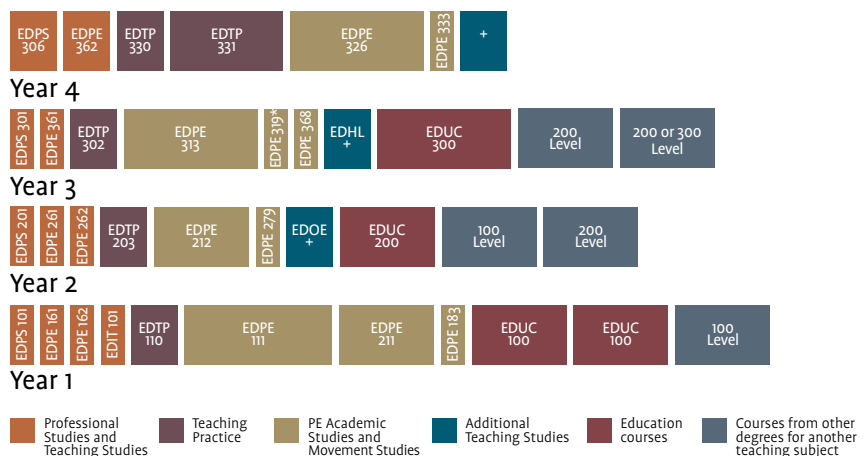 EDPS
306
EDPE
362
EDTP
330
EDTP
331
EDPE
326
EDPE 333
+
Year 4
EDPS 301
EDPE 361
EDTP
302
EDPE
313
EDPE 319*
EDPE 368
EDHL
+
EDUC
300
200
Level
200 or 300
Level
Year 3
EDPS 201
EDPE 261
EDPE 262
EDTP
203
EDPE
212
EDPE 279
EDOE
+
EDUC
200
100
Level
200
Level
Year 2
EDPS 101
EDPE 161
EDPE 162
EDIT 101
EDTP
110
EDPE
111
EDPE
211
EDPE 183
EDUC
100
EDUC
100
100
Level
Year 1
Professional
Studies and
Teaching Studies
Teaching
Practice
PE Academic
Studies and
Movement Studies
Additional
Teaching Studies
Education
courses
Courses from other
degrees for another
teaching subject